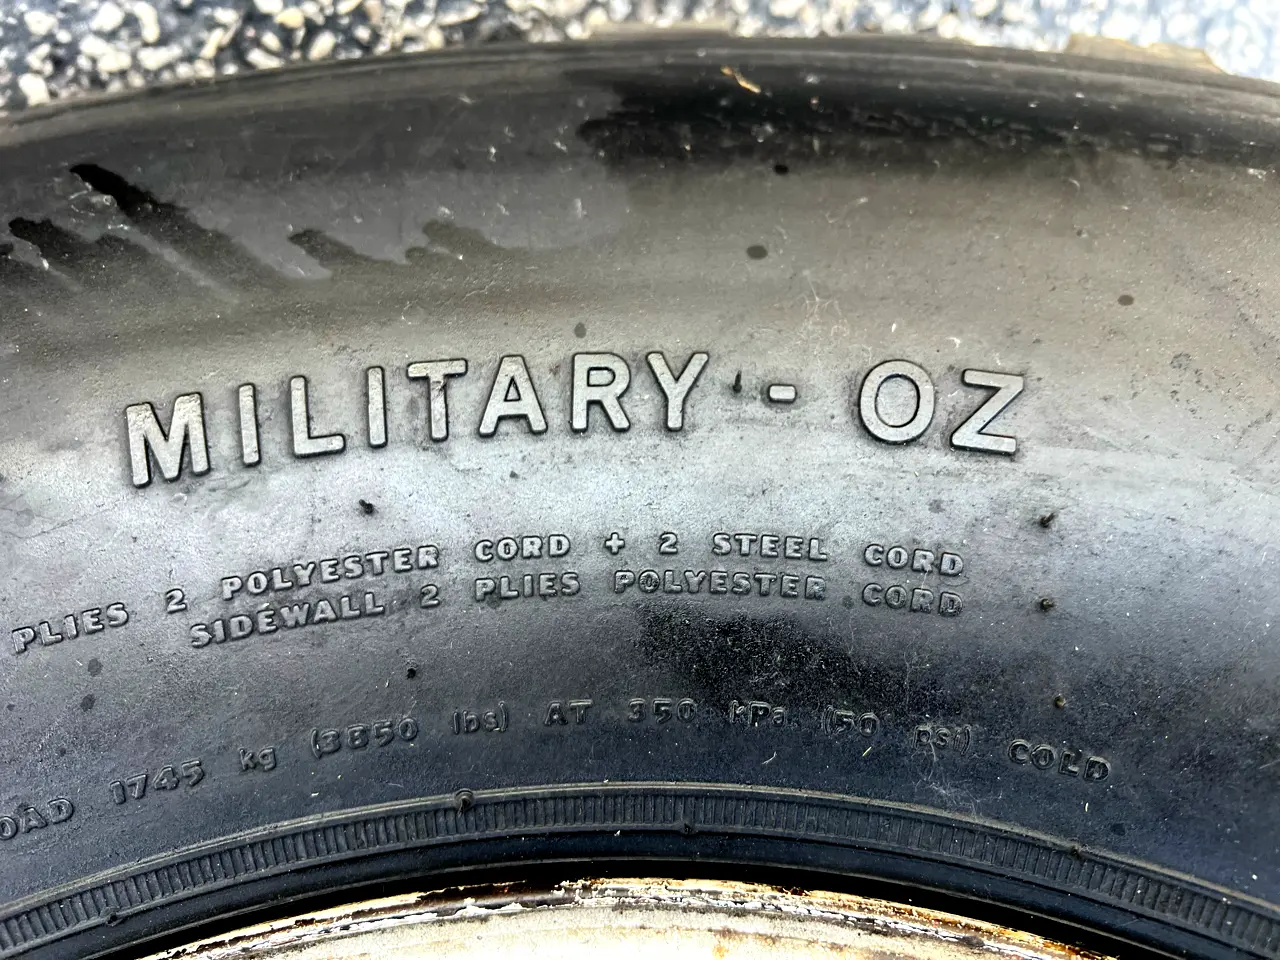 MILITARY - OZ
PLIES 2 POLYESTER CORD + 2 STEEL CORD
SIDEWALL 2 PLIES POLYESTER CORD
OAD 1745 kg (3850 lbs) AT 350 kPa (50 psi) COLD